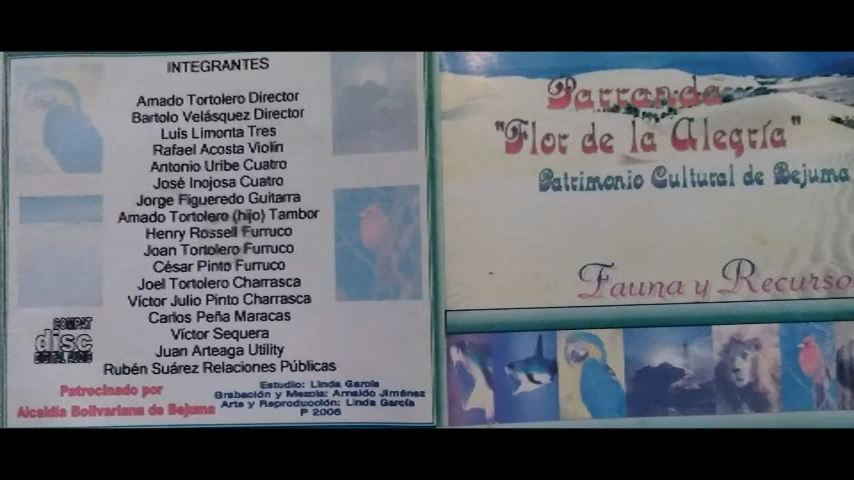 INTEGRANTES
Amado Tortolero Director
Bartolo Velásquez Director
Luis Limonta Tres
Rafael Acosta Violín
Antonio Uribe Cuatro
José Inojosa Cuatro
Jorge Figueredo Guitarra
Amado Tortolero (hijo) Tambor
Henry Rossell Furruco
Joan Tortolero Furruco
César Pinto Furruco
Joel Tortolero Charrasca
Víctor Julio Pinto Charrasca
Carlos Peña Maracas
Víctor Sequera
Juan Arteaga Utility
Rubén Suárez Relaciones Públicas
COMPACT
disc
DIGITAL AUDIO
Patrocinado por
Alcaldía Bolivariana de Bejuma
Estudio: Linda García
Grabación y Mezcla: Arnaldo Jiménez
Arte y Reproducción: Linda García
P 2006
Parranda
"Flor de la Alegría"
Patrimonio Cultural de Bejuma
Fauna y Recurso